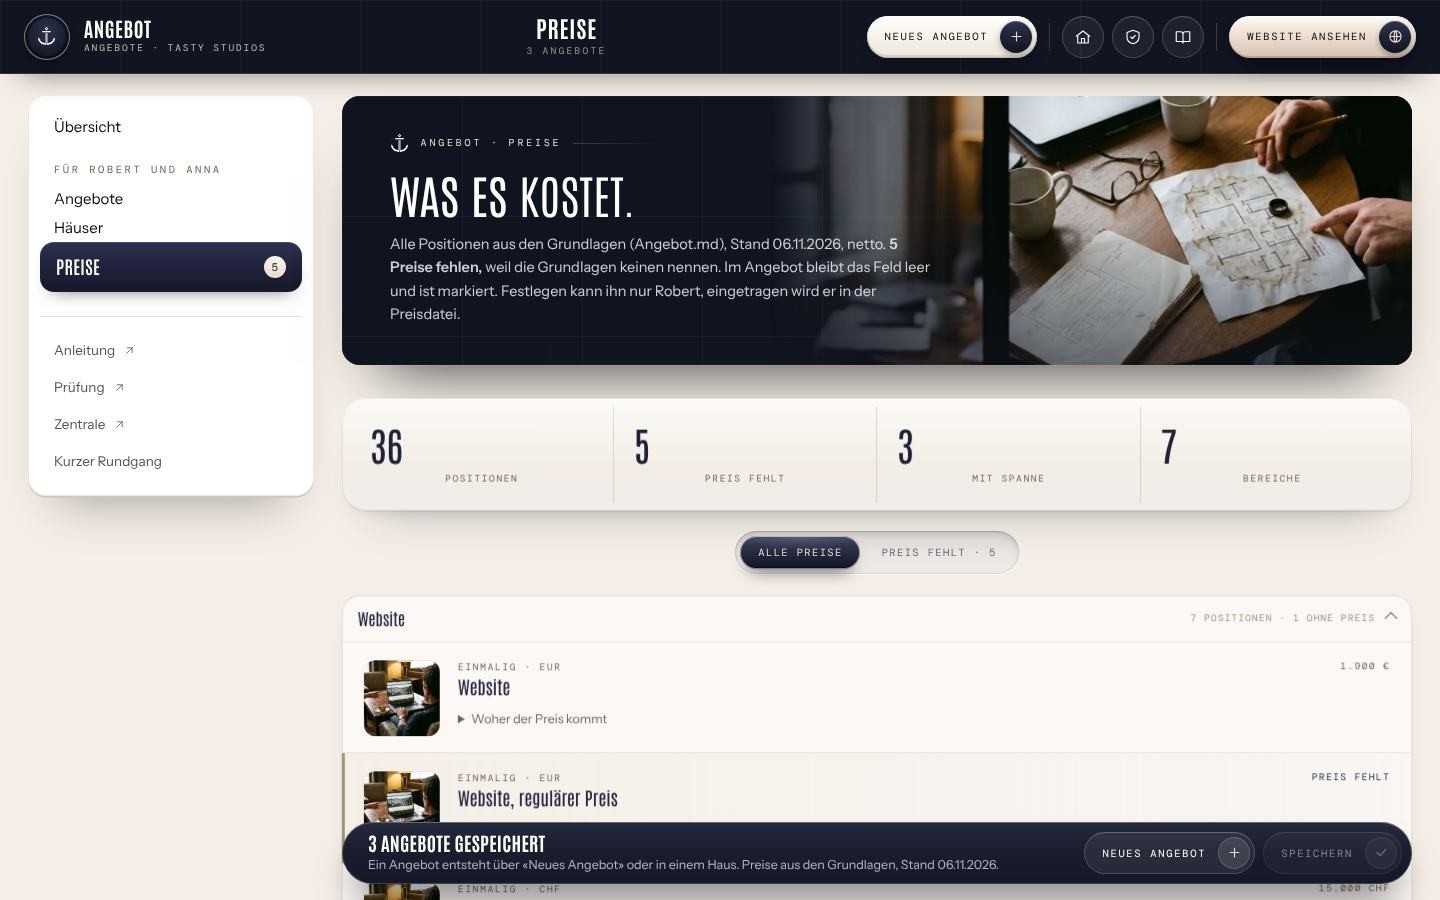 ANGEBOT
ANGEBOTE · TASTY STUDIOS
PREISE
3 ANGEBOTE
NEUES ANGEBOT
WEBSITE ANSEHEN
Übersicht
FÜR ROBERT UND ANNA
Angebote
Häuser
PREISE
5
Anleitung
Prüfung
Zentrale
Kurzer Rundgang
ANGEBOT · PREISE
WAS ES KOSTET.
Alle Positionen aus den Grundlagen (Angebot.md), Stand 06.11.2026, netto. 5
Preise fehlen, weil die Grundlagen keinen nennen. Im Angebot bleibt das Feld leer
und ist markiert. Festlegen kann ihn nur Robert, eingetragen wird er in der
Preisdatei.
36
POSITIONEN
5
PREIS FEHLT
3
MIT SPANNE
7
BEREICHE
ALLE PREISE
PREIS FEHLT · 5
Website
7 POSITIONEN · 1 OHNE PREIS
EINMALIG · EUR
1.900 €
Website
Woher der Preis kommt
EINMALIG · EUR
PREIS FEHLT
Website, regulärer Preis
3 ANGEBOTE GESPEICHERT
Ein Angebot entsteht über «Neues Angebot» oder in einem Haus. Preise aus den Grundlagen, Stand 06.11.2026.
NEUES ANGEBOT
SPEICHERN
EINMALIG · CHF
15.000 CHF